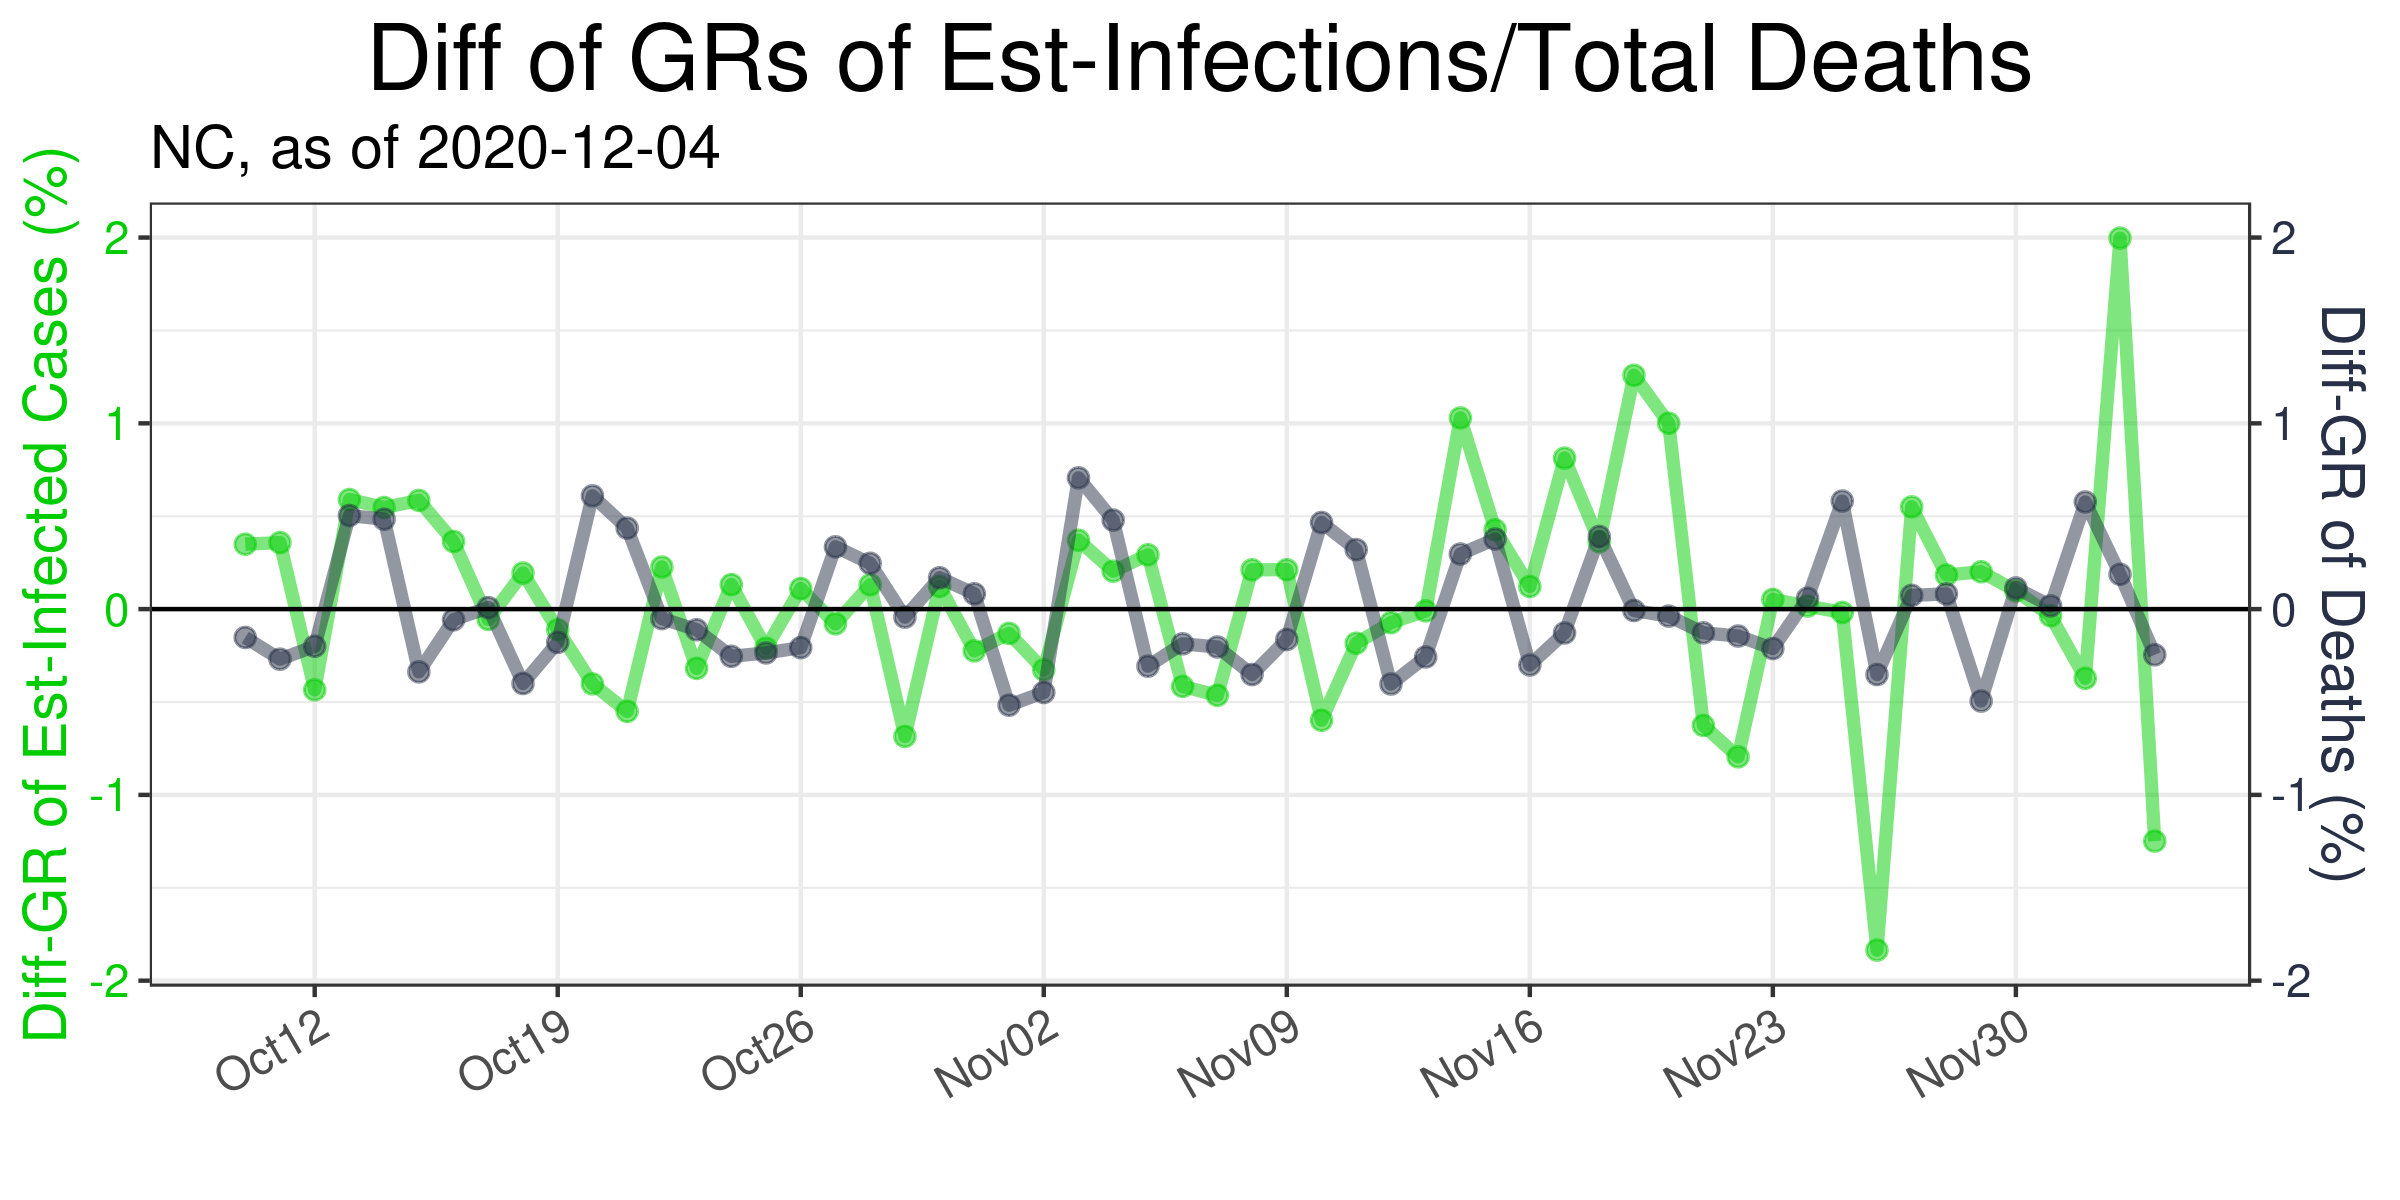 Diff of GRs of Est-Infections/Total Deaths
NC, as of 2020-12-04
Diff-GR of Est-Infected Cases (%)
2
1
0
-1
-2
2
1
0
-1
-2
Diff-GR of Deaths (%)
Oct12
Oct19
Oct26
Nov02
Nov09
Nov16
Nov23
Nov30